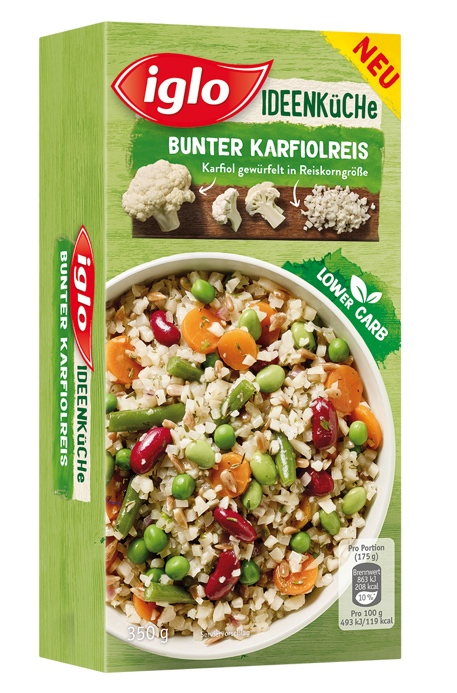 NEU
iglo
IDEENKüCHe
BUNTER KARFIOLREIS
Karfiol gewürfelt in Reiskorngröße
LOWER CARB
iglo IDEENKüCHe
BUNTER KARFIOLREIS
Pro Portion
(175 g)
Brennwert
863 kJ
208 kcal
10 %
Pro 100 g
493 kJ/119 kcal
350 g
Serviervorschlag